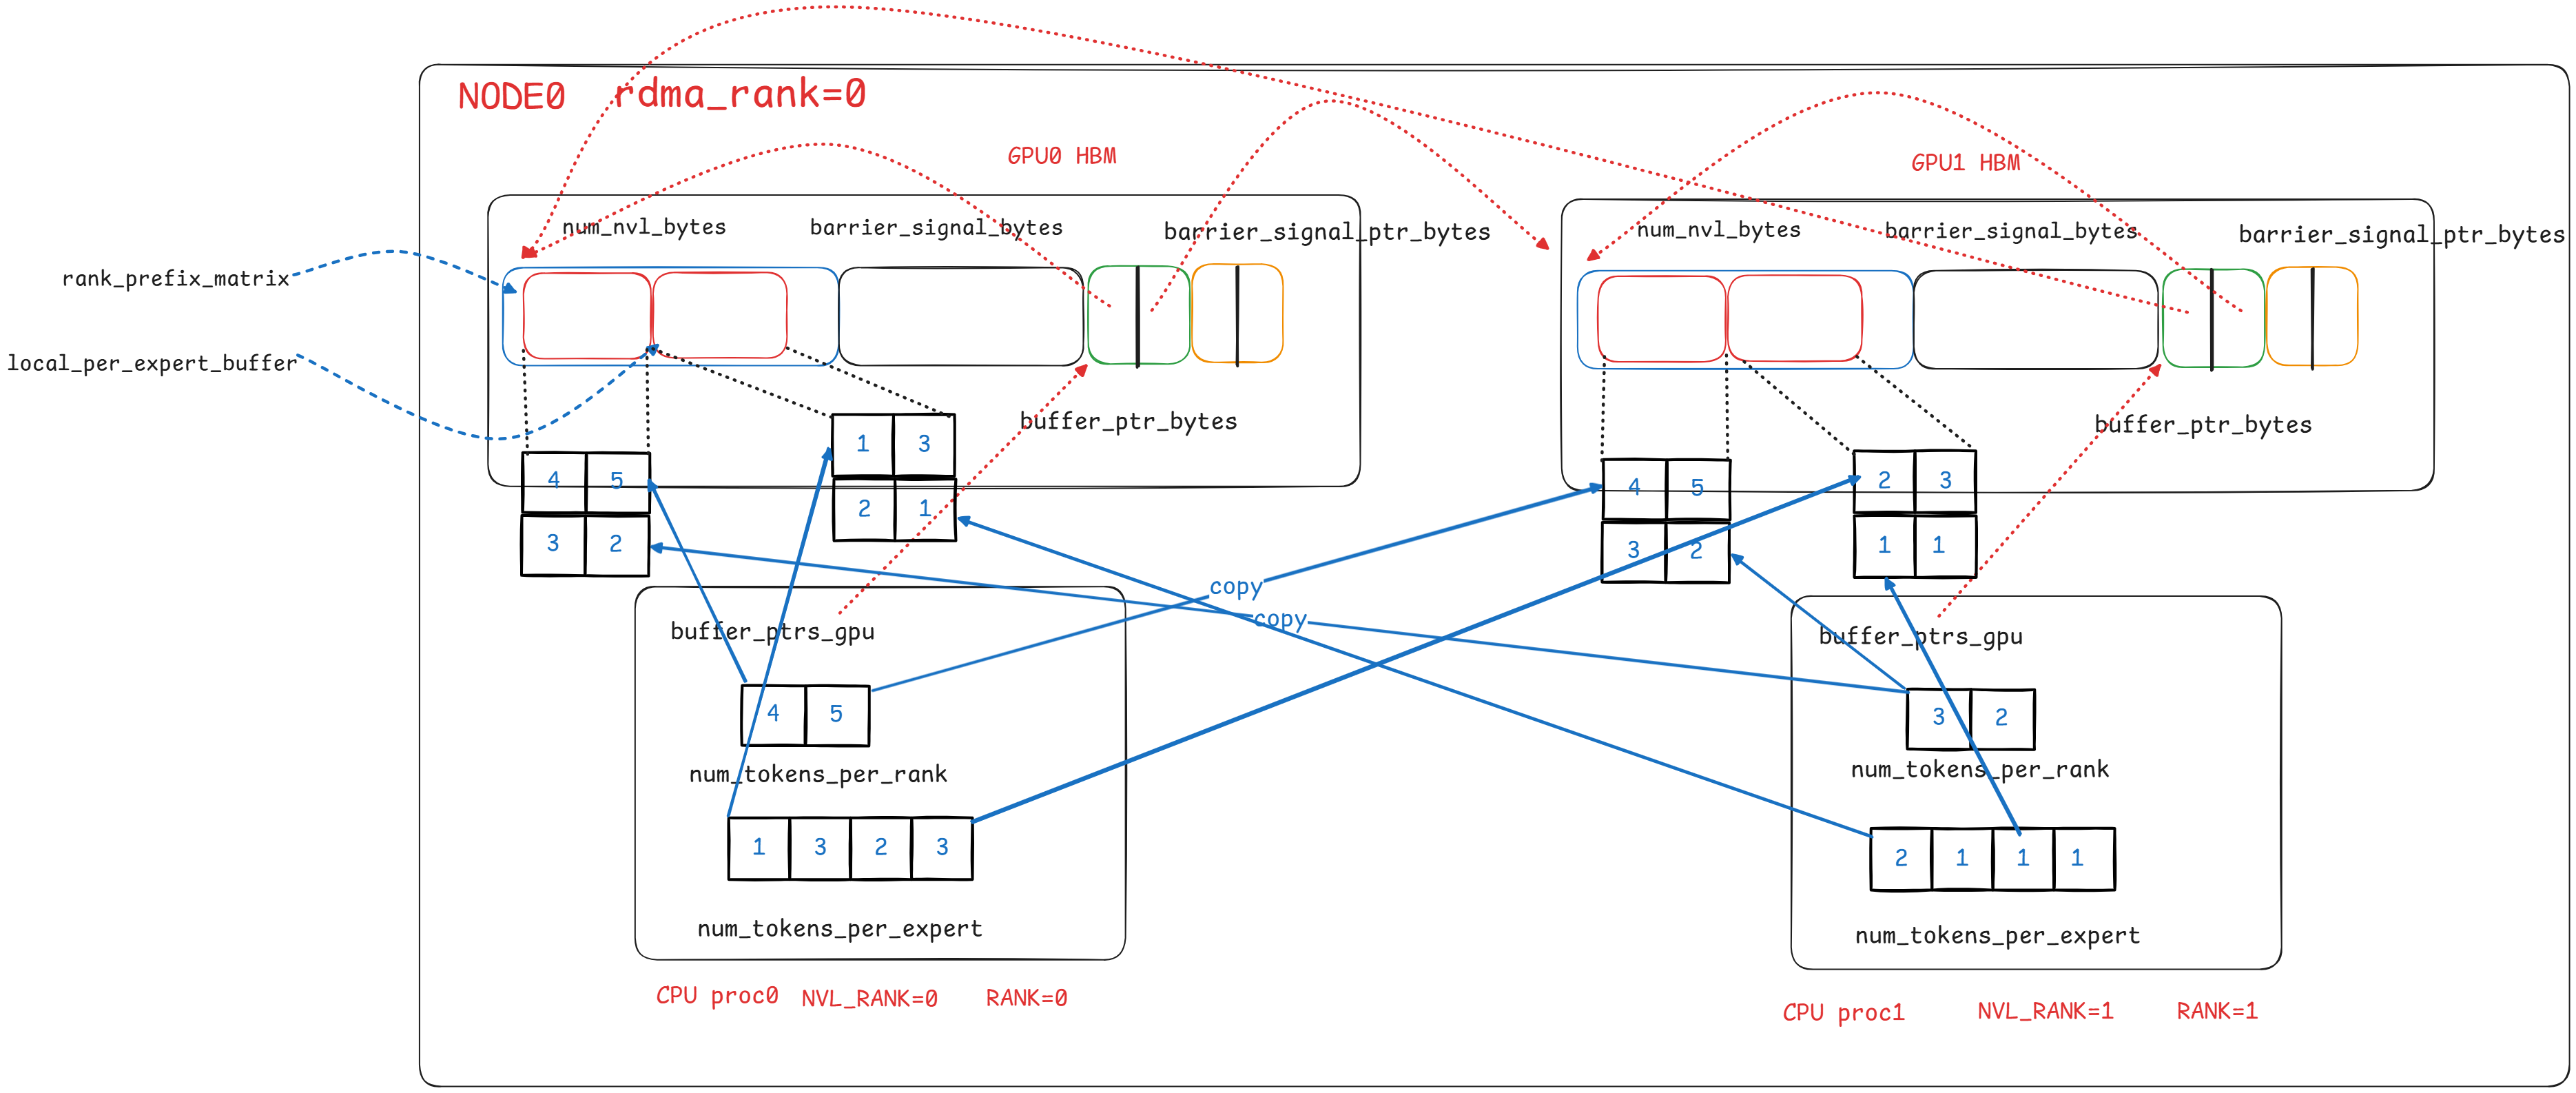 NODE0 rdma_rank=0
GPU0 HBM
GPU1 HBM
num_nvl_bytes
barrier_signal_bytes
barrier_signal_ptr_bytes
num_nvl_bytes
barrier_signal_bytes
barrier_signal_ptr_bytes
rank_prefix_matrix
local_per_expert_buffer
buffer_ptr_bytes
buffer_ptr_bytes
1 3
2 1
4 5
3 2
4 5
3 2
2 3
1 1
copy
copy
buffer_ptrs_gpu
4 5
num_tokens_per_rank
1 3 2 3
num_tokens_per_expert
CPU proc0 NVL_RANK=0 RANK=0
buffer_ptrs_gpu
3 2
num_tokens_per_rank
2 1 1 1
num_tokens_per_expert
CPU proc1 NVL_RANK=1 RANK=1